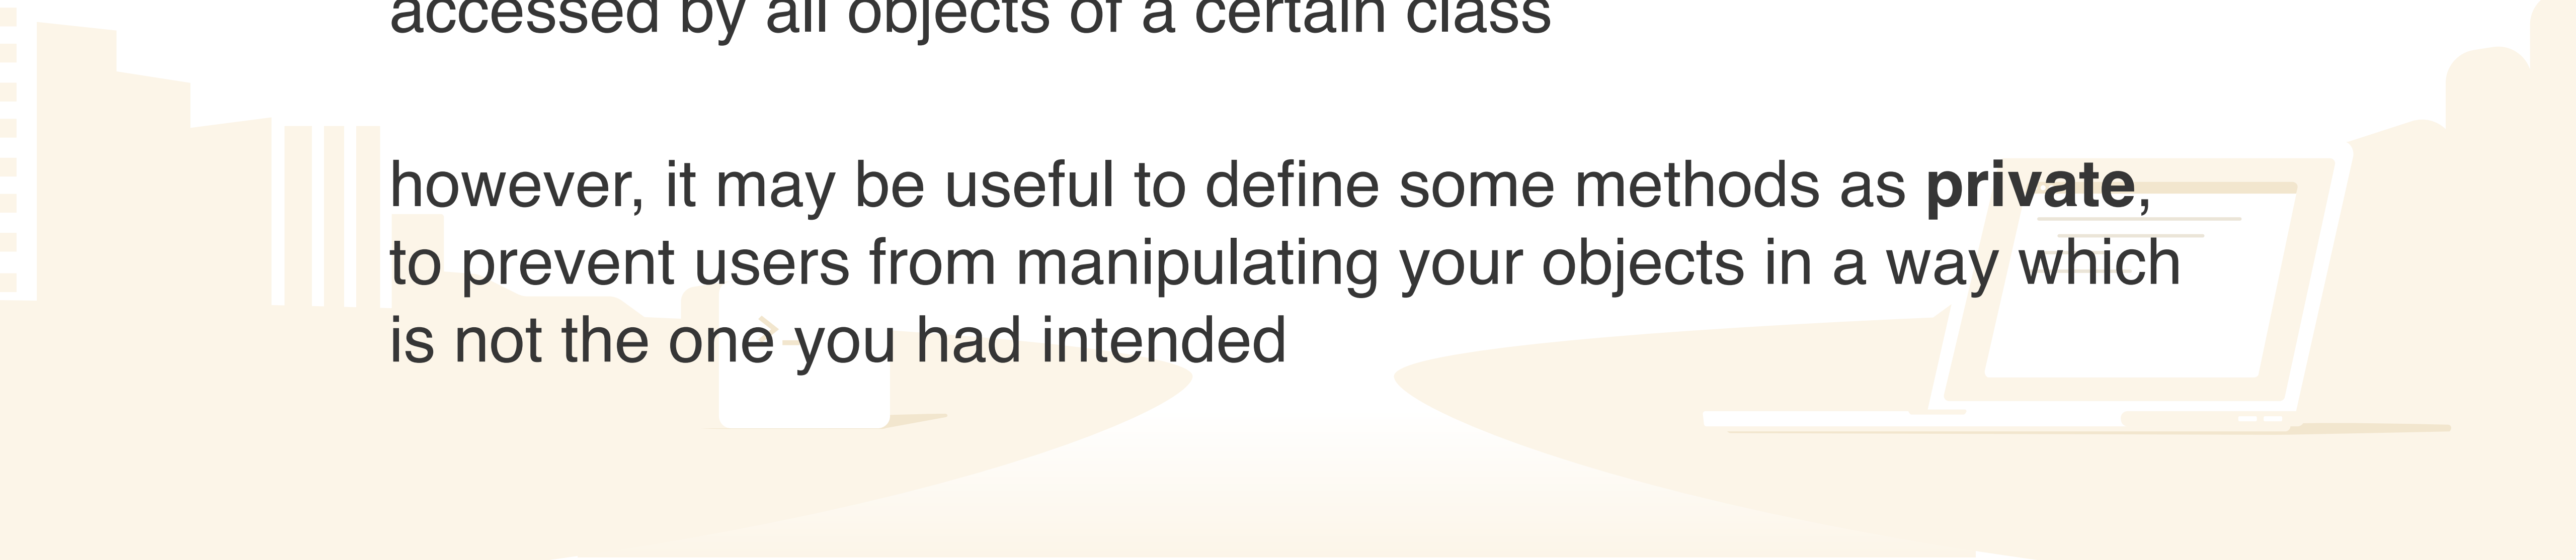 accessed by all objects of a certain class
however, it may be useful to define some methods as private,
to prevent users from manipulating your objects in a way which
is not the one you had intended